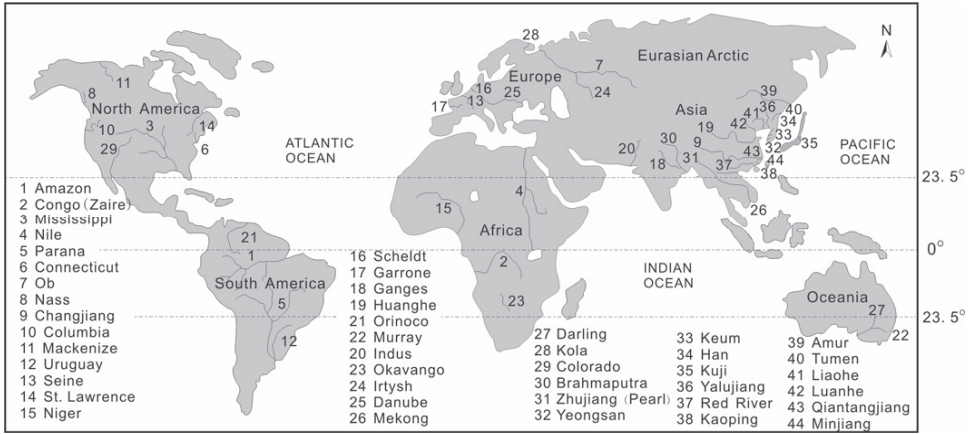 28
N
Eurasian Arctic
11
7
Europe
16
8
39
24
25
13
North America
Asia
36
40
17
41
34
10
3
14
19
42
33
35
30
9
32
29
6
ATLANTIC
OCEAN
PACIFIC
OCEAN
20
43
44
18
31
37
38
23.5°
4
15
26
Africa
21
0°
1
2
INDIAN
OCEAN
South America
Oceania
5
23
27
23.5°
12
22
1 Amazon
2 Congo (Zaire)
3 Mississippi
4 Nile
5 Parana
6 Connecticut
7 Ob
8 Nass
9 Changjiang
10 Columbia
11 Mackenize
12 Uruguay
13 Seine
14 St. Lawrence
15 Niger
16 Scheldt
17 Garrone
18 Ganges
19 Huanghe
21 Orinoco
22 Murray
20 Indus
23 Okavango
24 Irtysh
25 Danube
26 Mekong
27 Darling
28 Kola
29 Colorado
30 Brahmaputra
31 Zhujiang (Pearl)
32 Yeongsan
33 Keum
34 Han
35 Kuji
36 Yalujiang
37 Red River
38 Kaoping
39 Amur
40 Tumen
41 Liaohe
42 Luanhe
43 Qiantangjiang
44 Minjiang